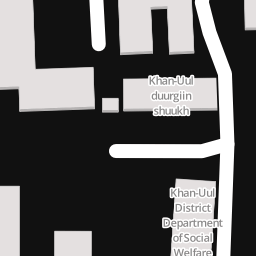 Khan-Uul
duurgiin
shuukh
Khan-Uul
District
Department
of Social
Welfare